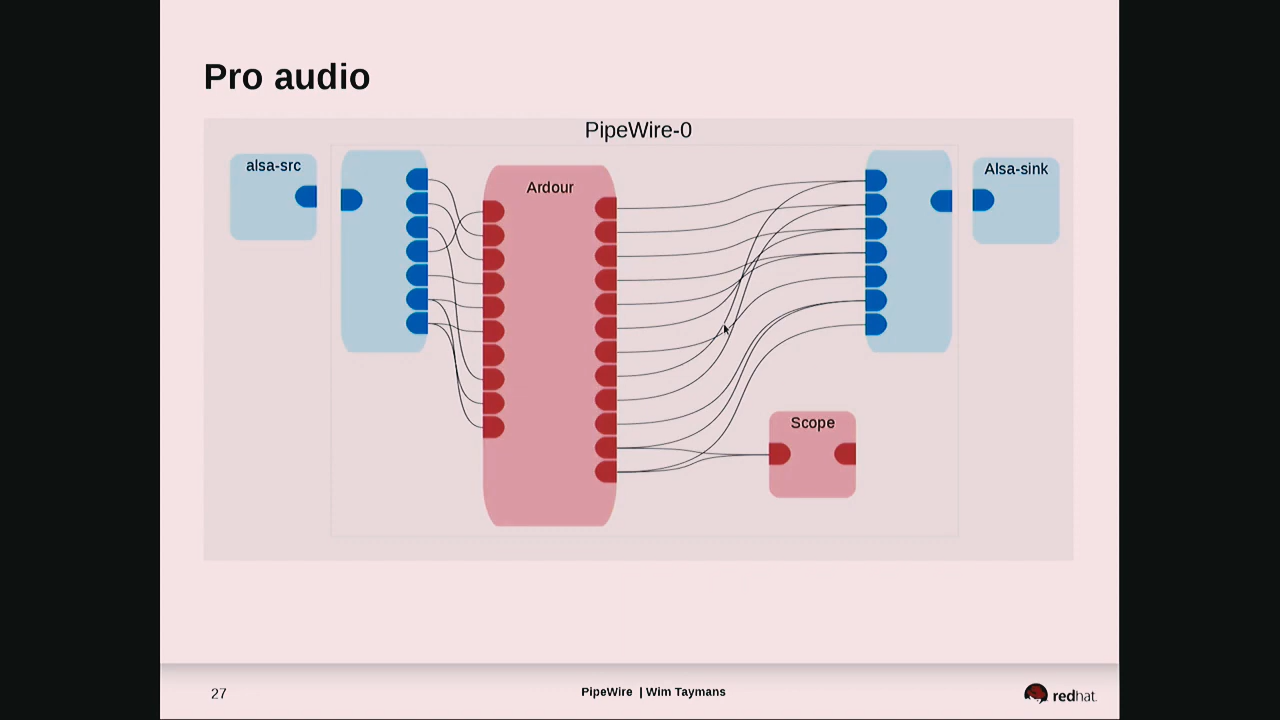 Pro audio
PipeWire-0
alsa-src
Ardour
Alsa-sink
Scope
27
PipeWire | Wim Taymans
redhat.